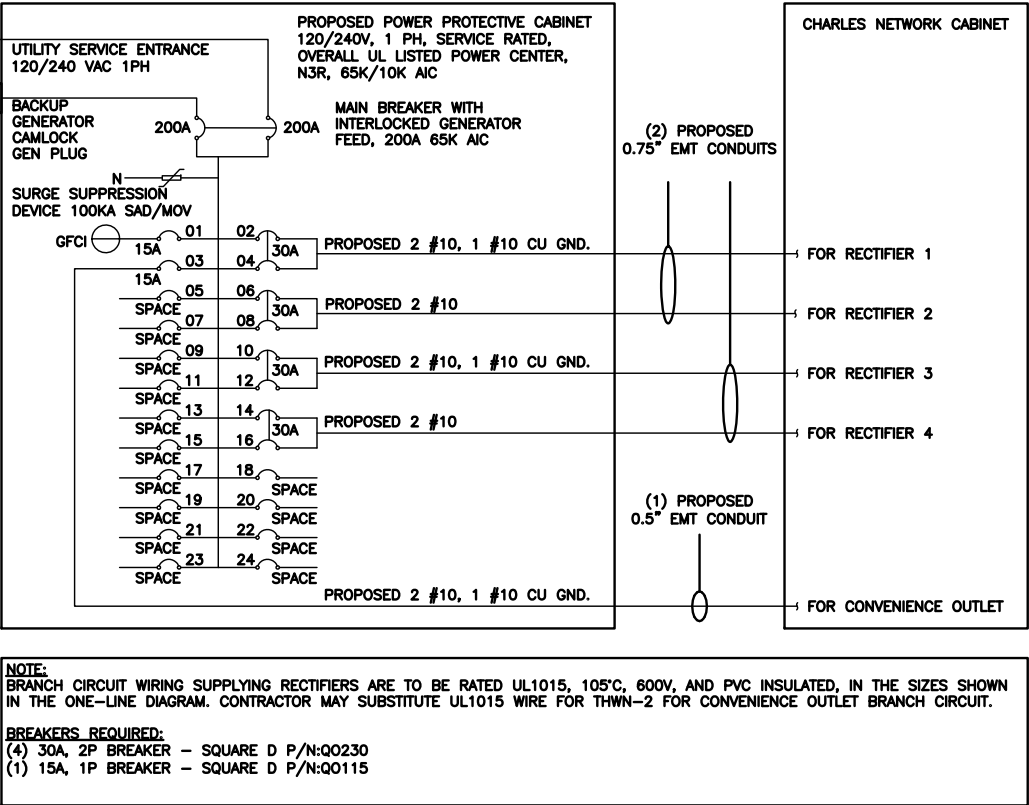 PROPOSED POWER PROTECTIVE CABINET
120/240V, 1 PH, SERVICE RATED,
OVERALL UL LISTED POWER CENTER,
N3R, 65K/10K AIC
CHARLES NETWORK CABINET
UTILITY SERVICE ENTRANCE
120/240 VAC 1PH
BACKUP
GENERATOR
CAMLOCK
GEN PLUG
200A
200A
MAIN BREAKER WITH
INTERLOCKED GENERATOR
FEED, 200A 65K AIC
(2) PROPOSED
0.75" EMT CONDUITS
N
SURGE SUPPRESSION
DEVICE 100KA SAD/MOV
GFCI
15A
01
02
30A
PROPOSED 2 #10, 1 #10 CU GND.
FOR RECTIFIER 1
15A
03
04
SPACE
05
06
30A
PROPOSED 2 #10
FOR RECTIFIER 2
SPACE
07
08
SPACE
09
10
30A
PROPOSED 2 #10, 1 #10 CU GND.
FOR RECTIFIER 3
SPACE
11
12
SPACE
13
14
30A
PROPOSED 2 #10
FOR RECTIFIER 4
SPACE
15
16
SPACE
17
18
SPACE
SPACE
19
20
SPACE
SPACE
21
22
SPACE
SPACE
23
24
SPACE
(1) PROPOSED
0.5" EMT CONDUIT
PROPOSED 2 #10, 1 #10 CU GND.
FOR CONVENIENCE OUTLET
NOTE:
BRANCH CIRCUIT WIRING SUPPLYING RECTIFIERS ARE TO BE RATED UL1015, 105°C, 600V, AND PVC INSULATED, IN THE SIZES SHOWN
IN THE ONE-LINE DIAGRAM. CONTRACTOR MAY SUBSTITUTE UL1015 WIRE FOR THWN-2 FOR CONVENIENCE OUTLET BRANCH CIRCUIT.
BREAKERS REQUIRED:
(4) 30A, 2P BREAKER - SQUARE D P/N:QO230
(1) 15A, 1P BREAKER - SQUARE D P/N:QO115